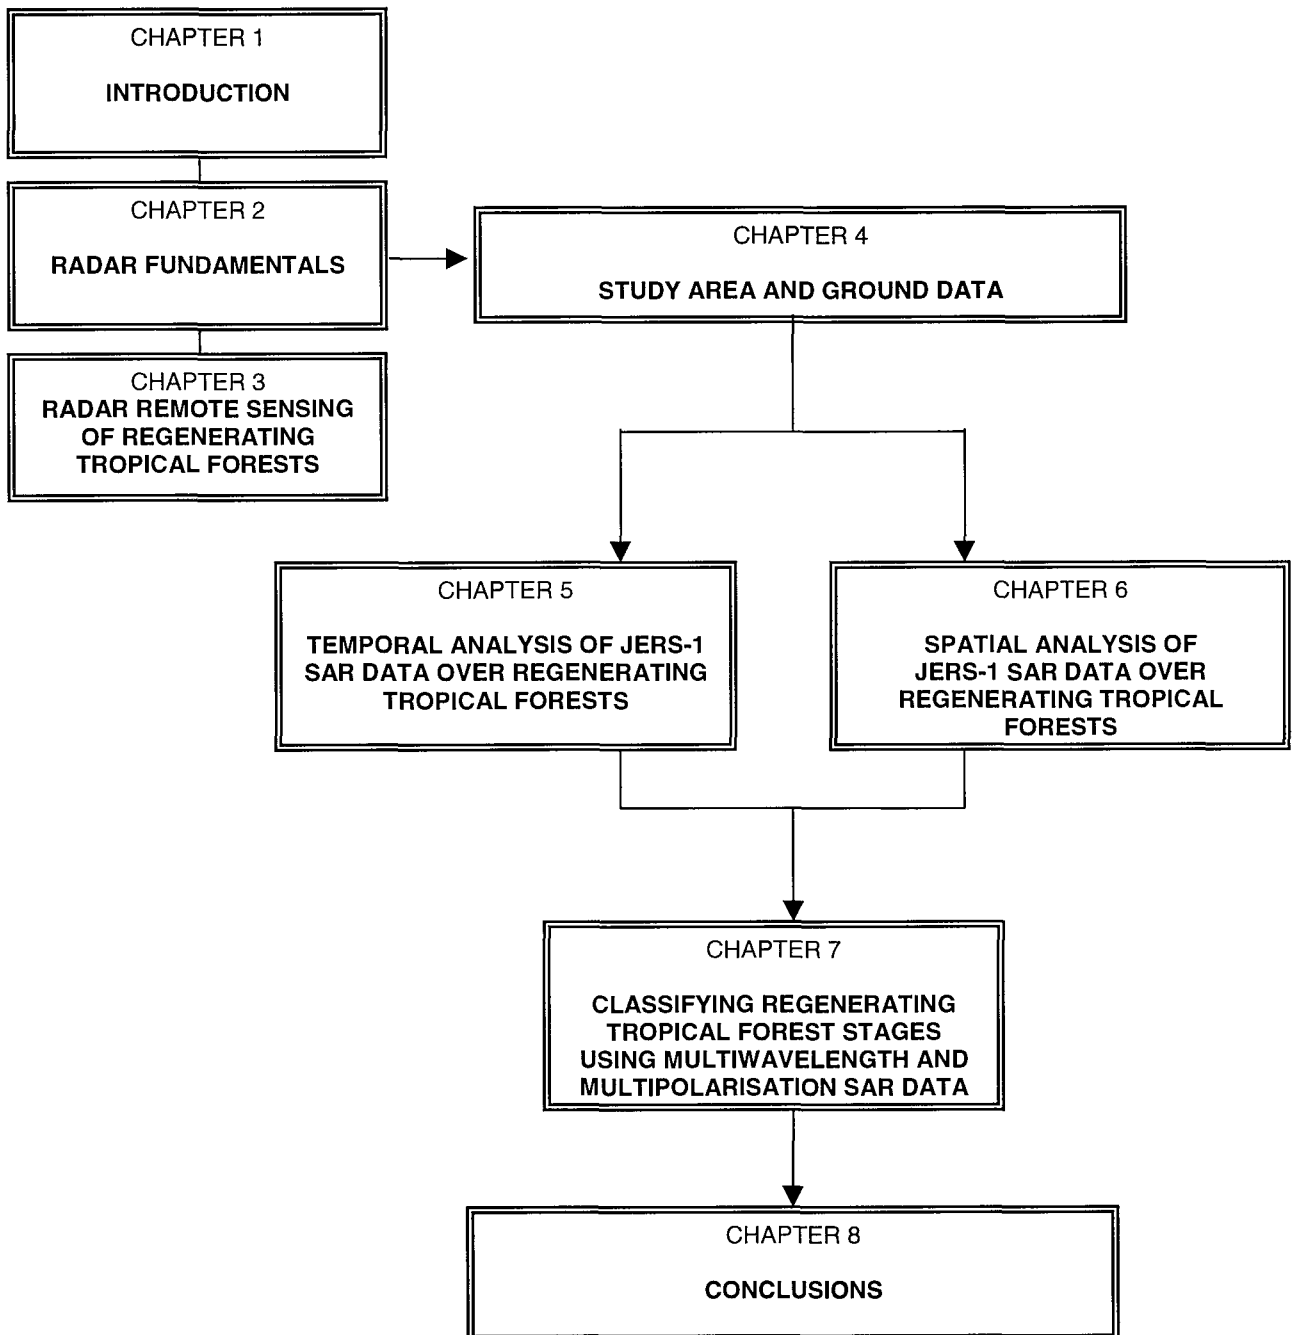 CHAPTER 1
INTRODUCTION
CHAPTER 2
RADAR FUNDAMENTALS
CHAPTER 3
RADAR REMOTE SENSING
OF REGENERATING
TROPICAL FORESTS
CHAPTER 4
STUDY AREA AND GROUND DATA
CHAPTER 5
TEMPORAL ANALYSIS OF JERS-1
SAR DATA OVER REGENERATING
TROPICAL FORESTS
CHAPTER 6
SPATIAL ANALYSIS OF
JERS-1 SAR DATA OVER
REGENERATING TROPICAL
FORESTS
CHAPTER 7
CLASSIFYING REGENERATING
TROPICAL FOREST STAGES
USING MULTIWAVELENGTH AND
MULTIPOLARISATION SAR DATA
CHAPTER 8
CONCLUSIONS